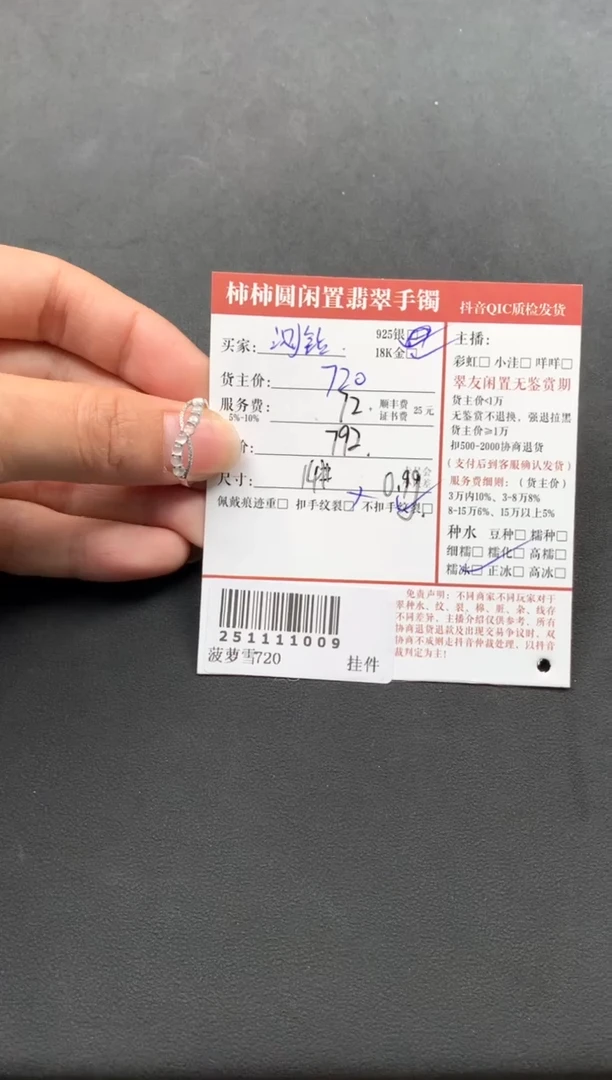 柿柿圆闲置翡翠手镯 抖音QIC质检发货
买家: 测钻
925银
18K金
货主价: 720
服务费: 72 + 顺丰费 证书费 25元
5%-10%
价: 792.
尺寸: 14# 0.99
佩戴痕迹重□ 扣手纹裂□ 不扣手纹裂□
主播:
彩虹□ 小洼□ 咩咩□
翠友闲置无鉴赏期
货主价<1万
无鉴赏不退换，强退拉黑
货主价≥1万
扣500-2000协商退货
(支付后到客服确认发货)
服务费细则: (货主价)
3万内10%、3-8万8%
8-15万6%、15万以上5%
种水 豆种□ 糯种□
细糯□ 糯化□ 高糯□
糯冰□ 正冰□ 高冰□
免责声明: 不同商家不同玩家对于
翠种水、纹、裂、棉、脏、杂、线存
不同差异，主播介绍仅供参考，所有
协商退货退款及出现交易争议时，双
协商不成则走抖音仲裁处理，以抖音
裁判定为主!
251111009
菠萝雪720 挂件